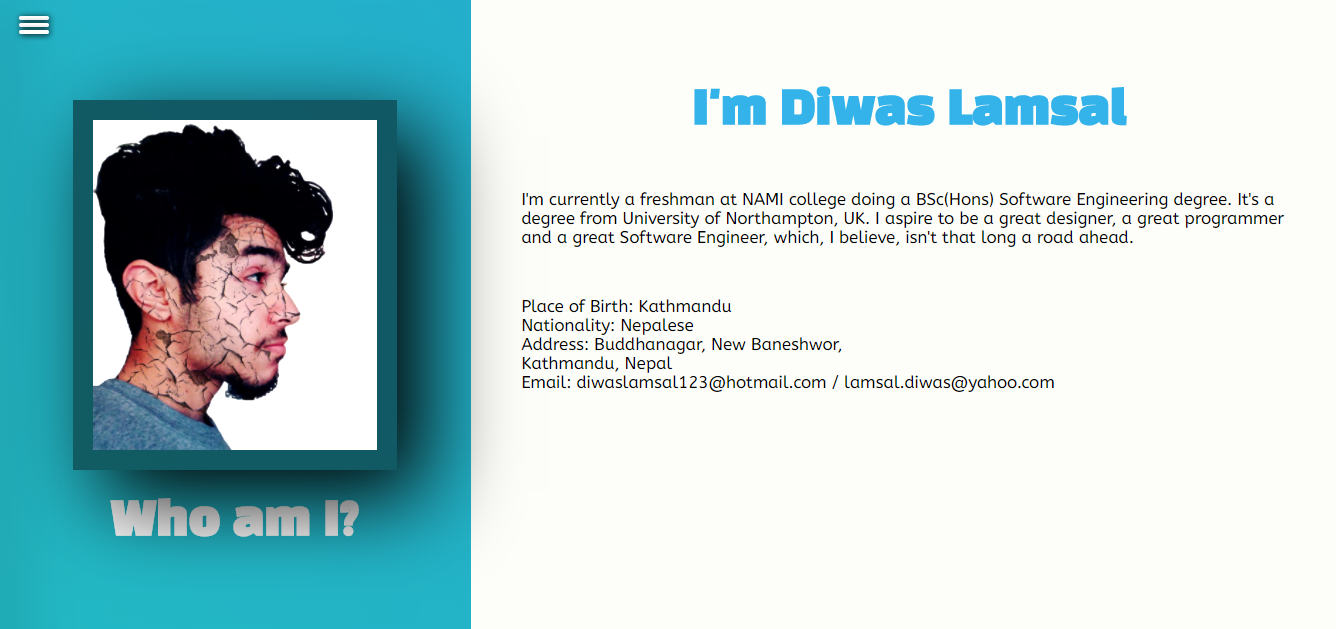 Who am I?
I'm Diwas Lamsal
I'm currently a freshman at NAMI college doing a BSc(Hons) Software Engineering degree. It's a
degree from University of Northampton, UK. I aspire to be a great designer, a great programmer
and a great Software Engineer, which, I believe, isn't that long a road ahead.
Place of Birth: Kathmandu
Nationality: Nepalese
Address: Buddhanagar, New Baneshwor,
Kathmandu, Nepal
Email: diwaslamsal123@hotmail.com / lamsal.diwas@yahoo.com